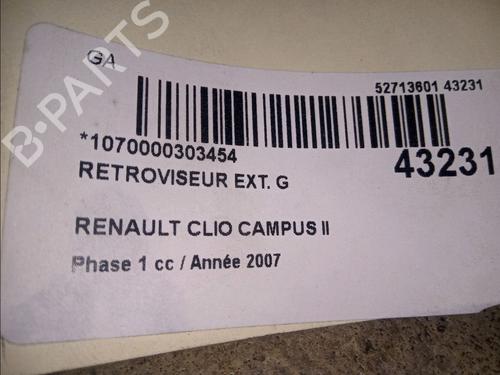 GA
52713601 43231
*1070000303454
43231
RETROVISEUR EXT. G
RENAULT CLIO CAMPUS II
Phase 1 cc / Année 2007
B-PARTS